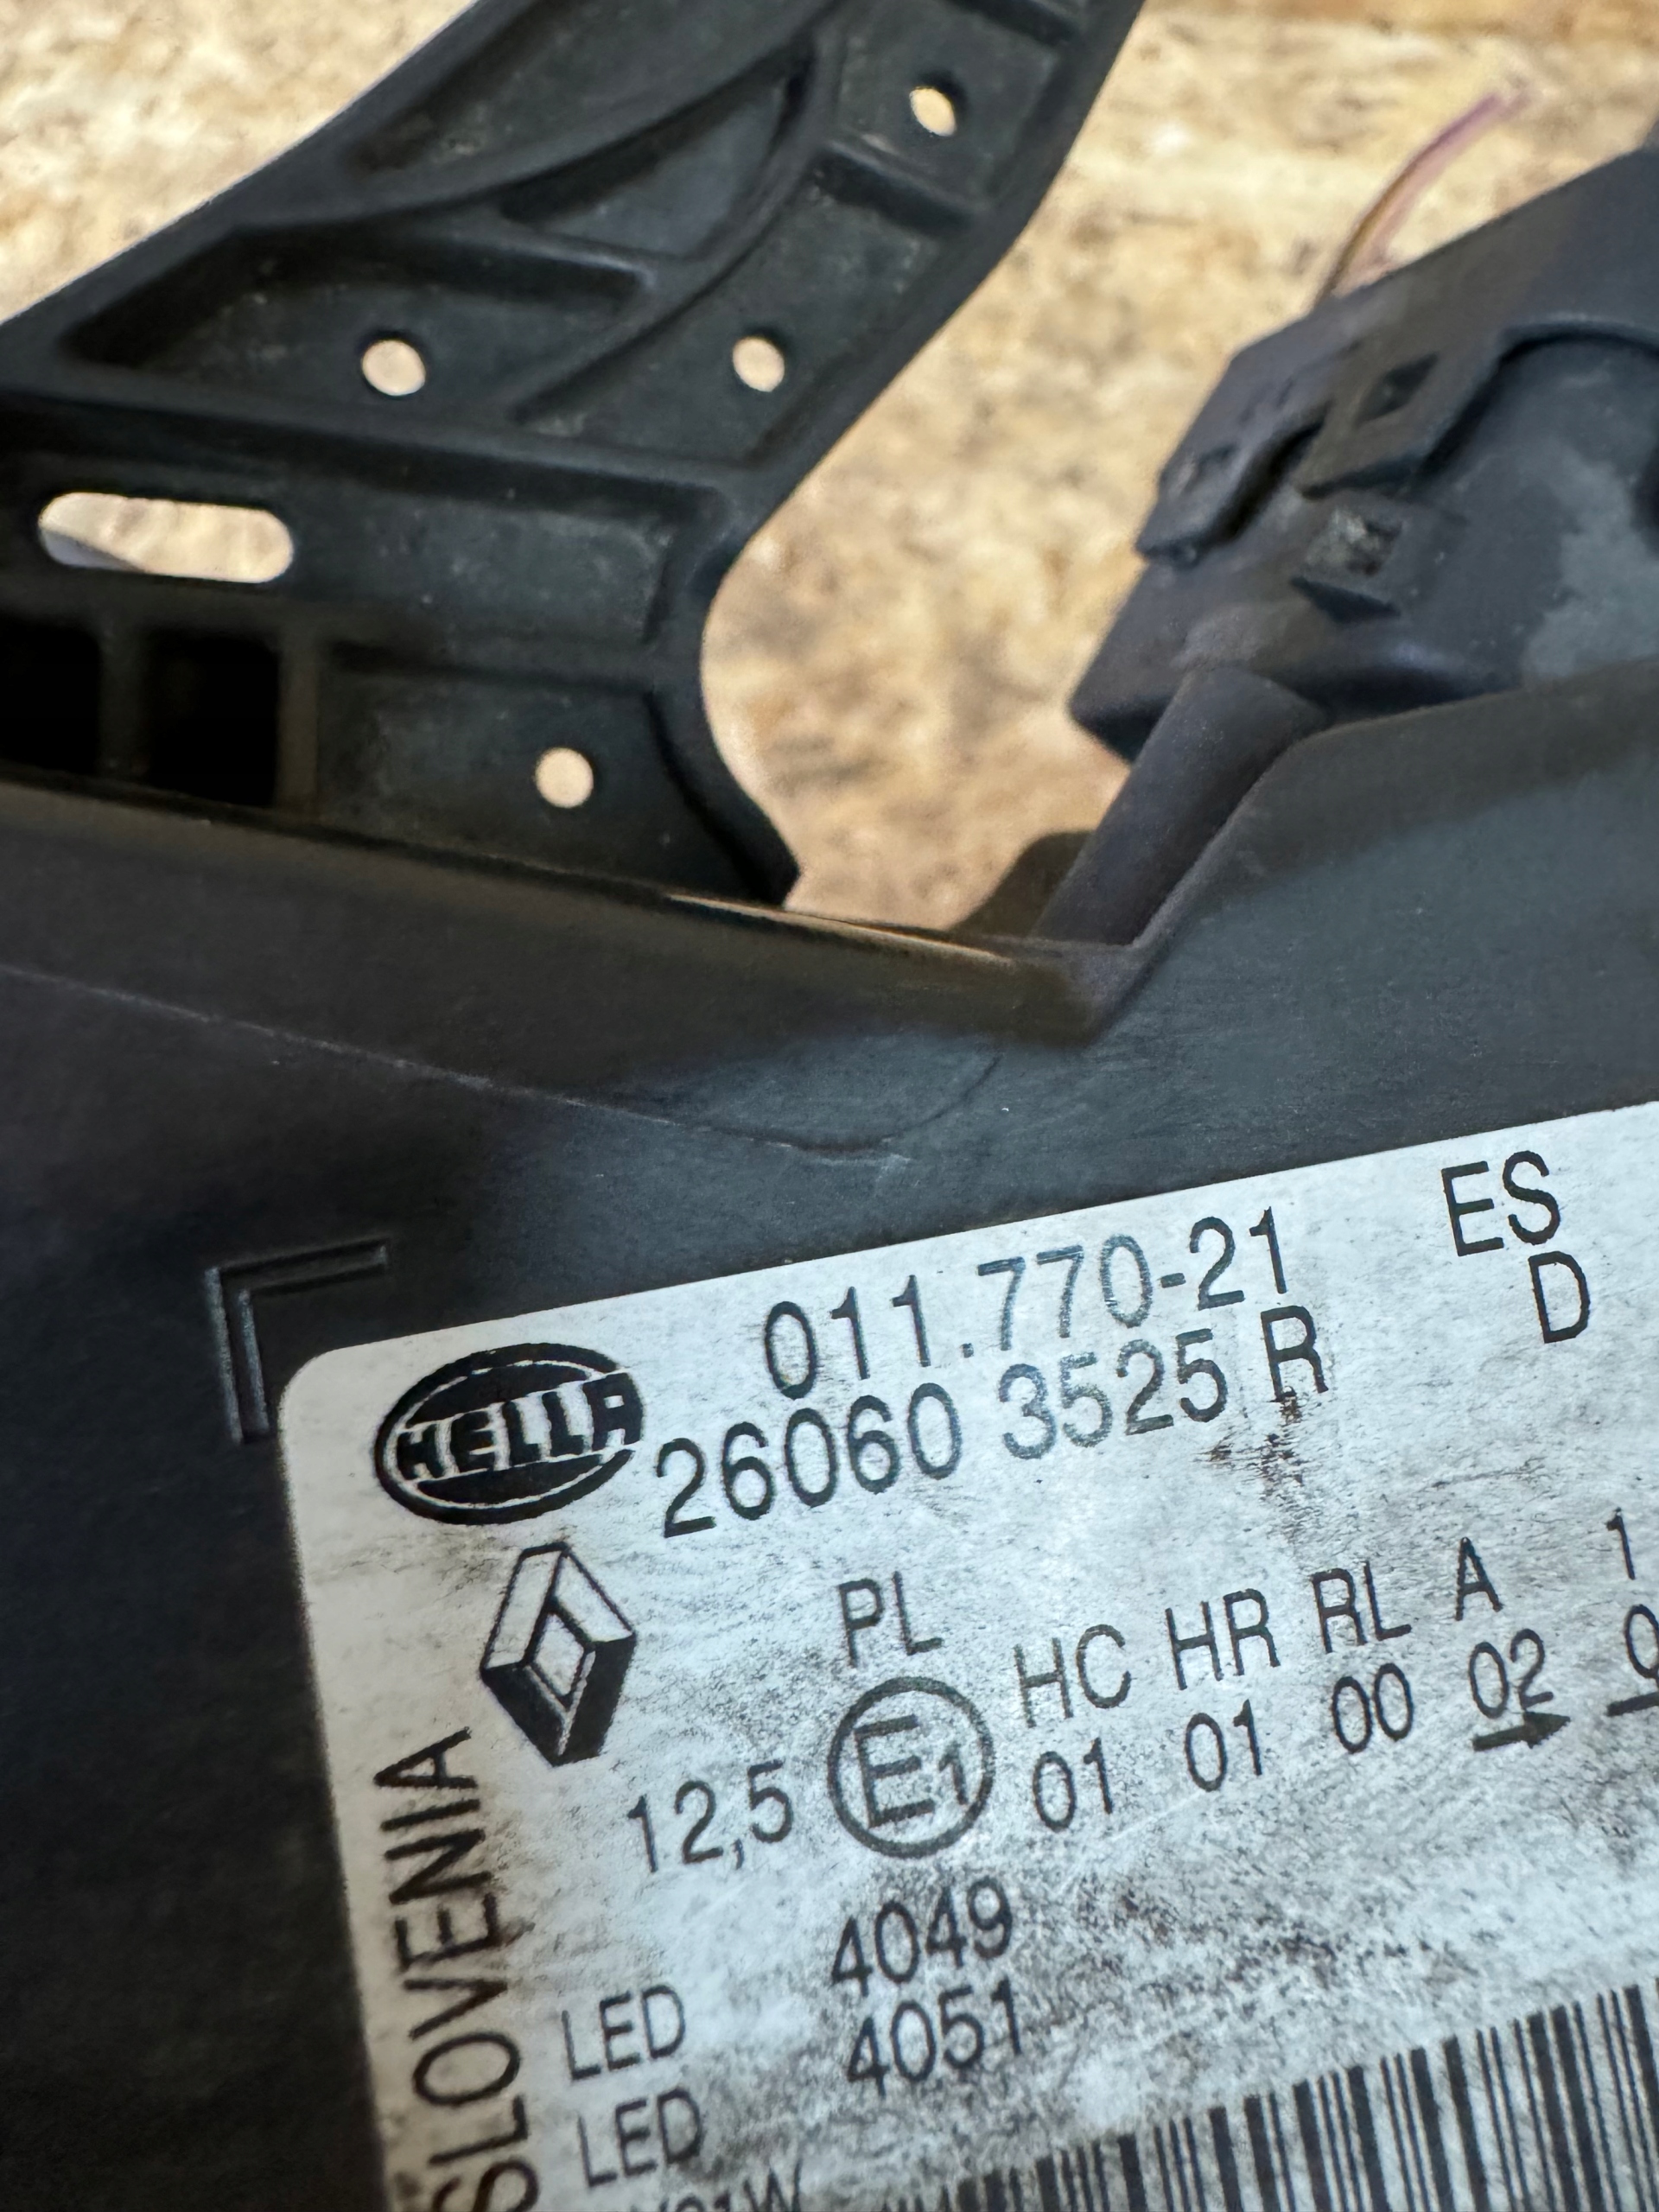 011.770-21 ES
HELLA 26060 3525 R D
PL HC HR RL A 1
12,5 E1 01 01 00 02
SLOVENIA
LED 4049
LED 4051